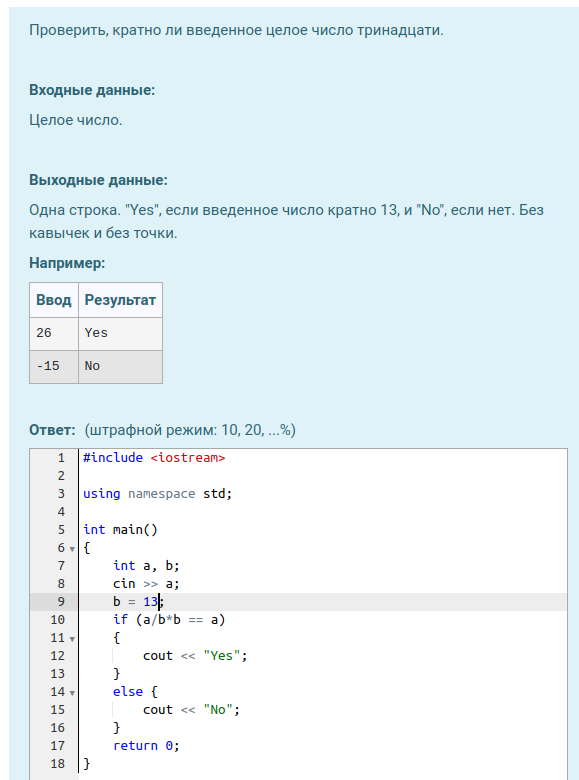 Проверить, кратно ли введенное целое число тринадцати.
Входные данные:
Целое число.
Выходные данные:
Одна строка. "Yes", если введенное число кратно 13, и "No", если нет. Без
кавычек и без точки.
Например:
Ввод Результат
26 Yes
-15 No
Ответ: (штрафной режим: 10, 20, ...%)
1 #include <iostream>
2
3 using namespace std;
4
5 int main()
6 {
7     int a, b;
8     cin >> a;
9     b = 13;
10     if (a/b*b == a)
11     {
12         cout << "Yes";
13     }
14     else {
15         cout << "No";
16     }
17     return 0;
18 }